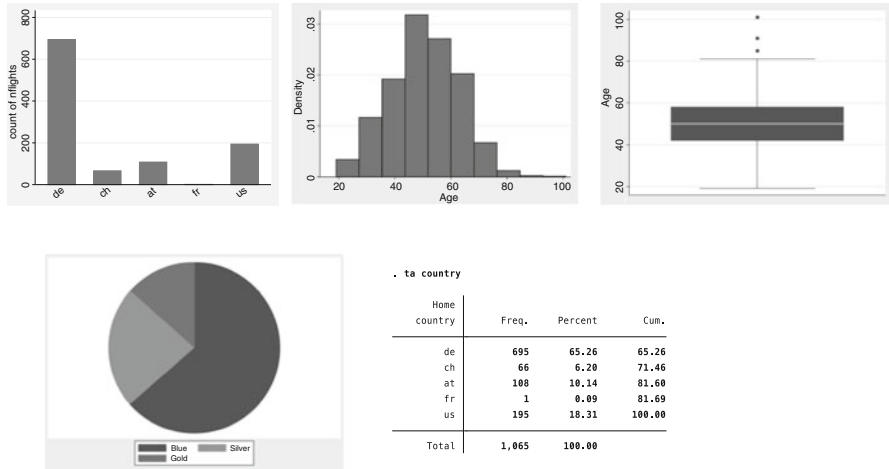 count of nflights
800
600
400
200
0
de ch at fr us
Density
.03
.02
.01
0
20 40 60 80 100
Age
Age
100
80
60
40
20
Blue Silver
Gold
. ta country
Home
country Freq. Percent Cum.
de 695 65.26 65.26
ch 66 6.20 71.46
at 108 10.14 81.60
fr 1 0.09 81.69
us 195 18.31 100.00
Total 1,065 100.00